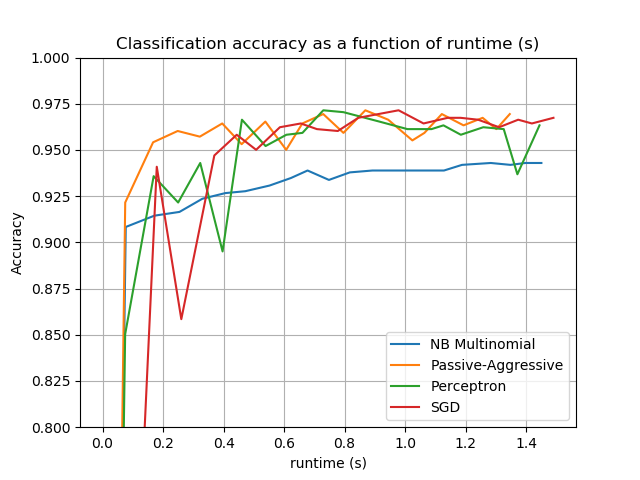 Classification accuracy as a function of runtime (s)
1.000
0.975
0.950
0.925
0.900
0.875
0.850
0.825
0.800
Accuracy
NB Multinomial
Passive-Aggressive
Perceptron
SGD
0.0 0.2 0.4 0.6 0.8 1.0 1.2 1.4
runtime (s)